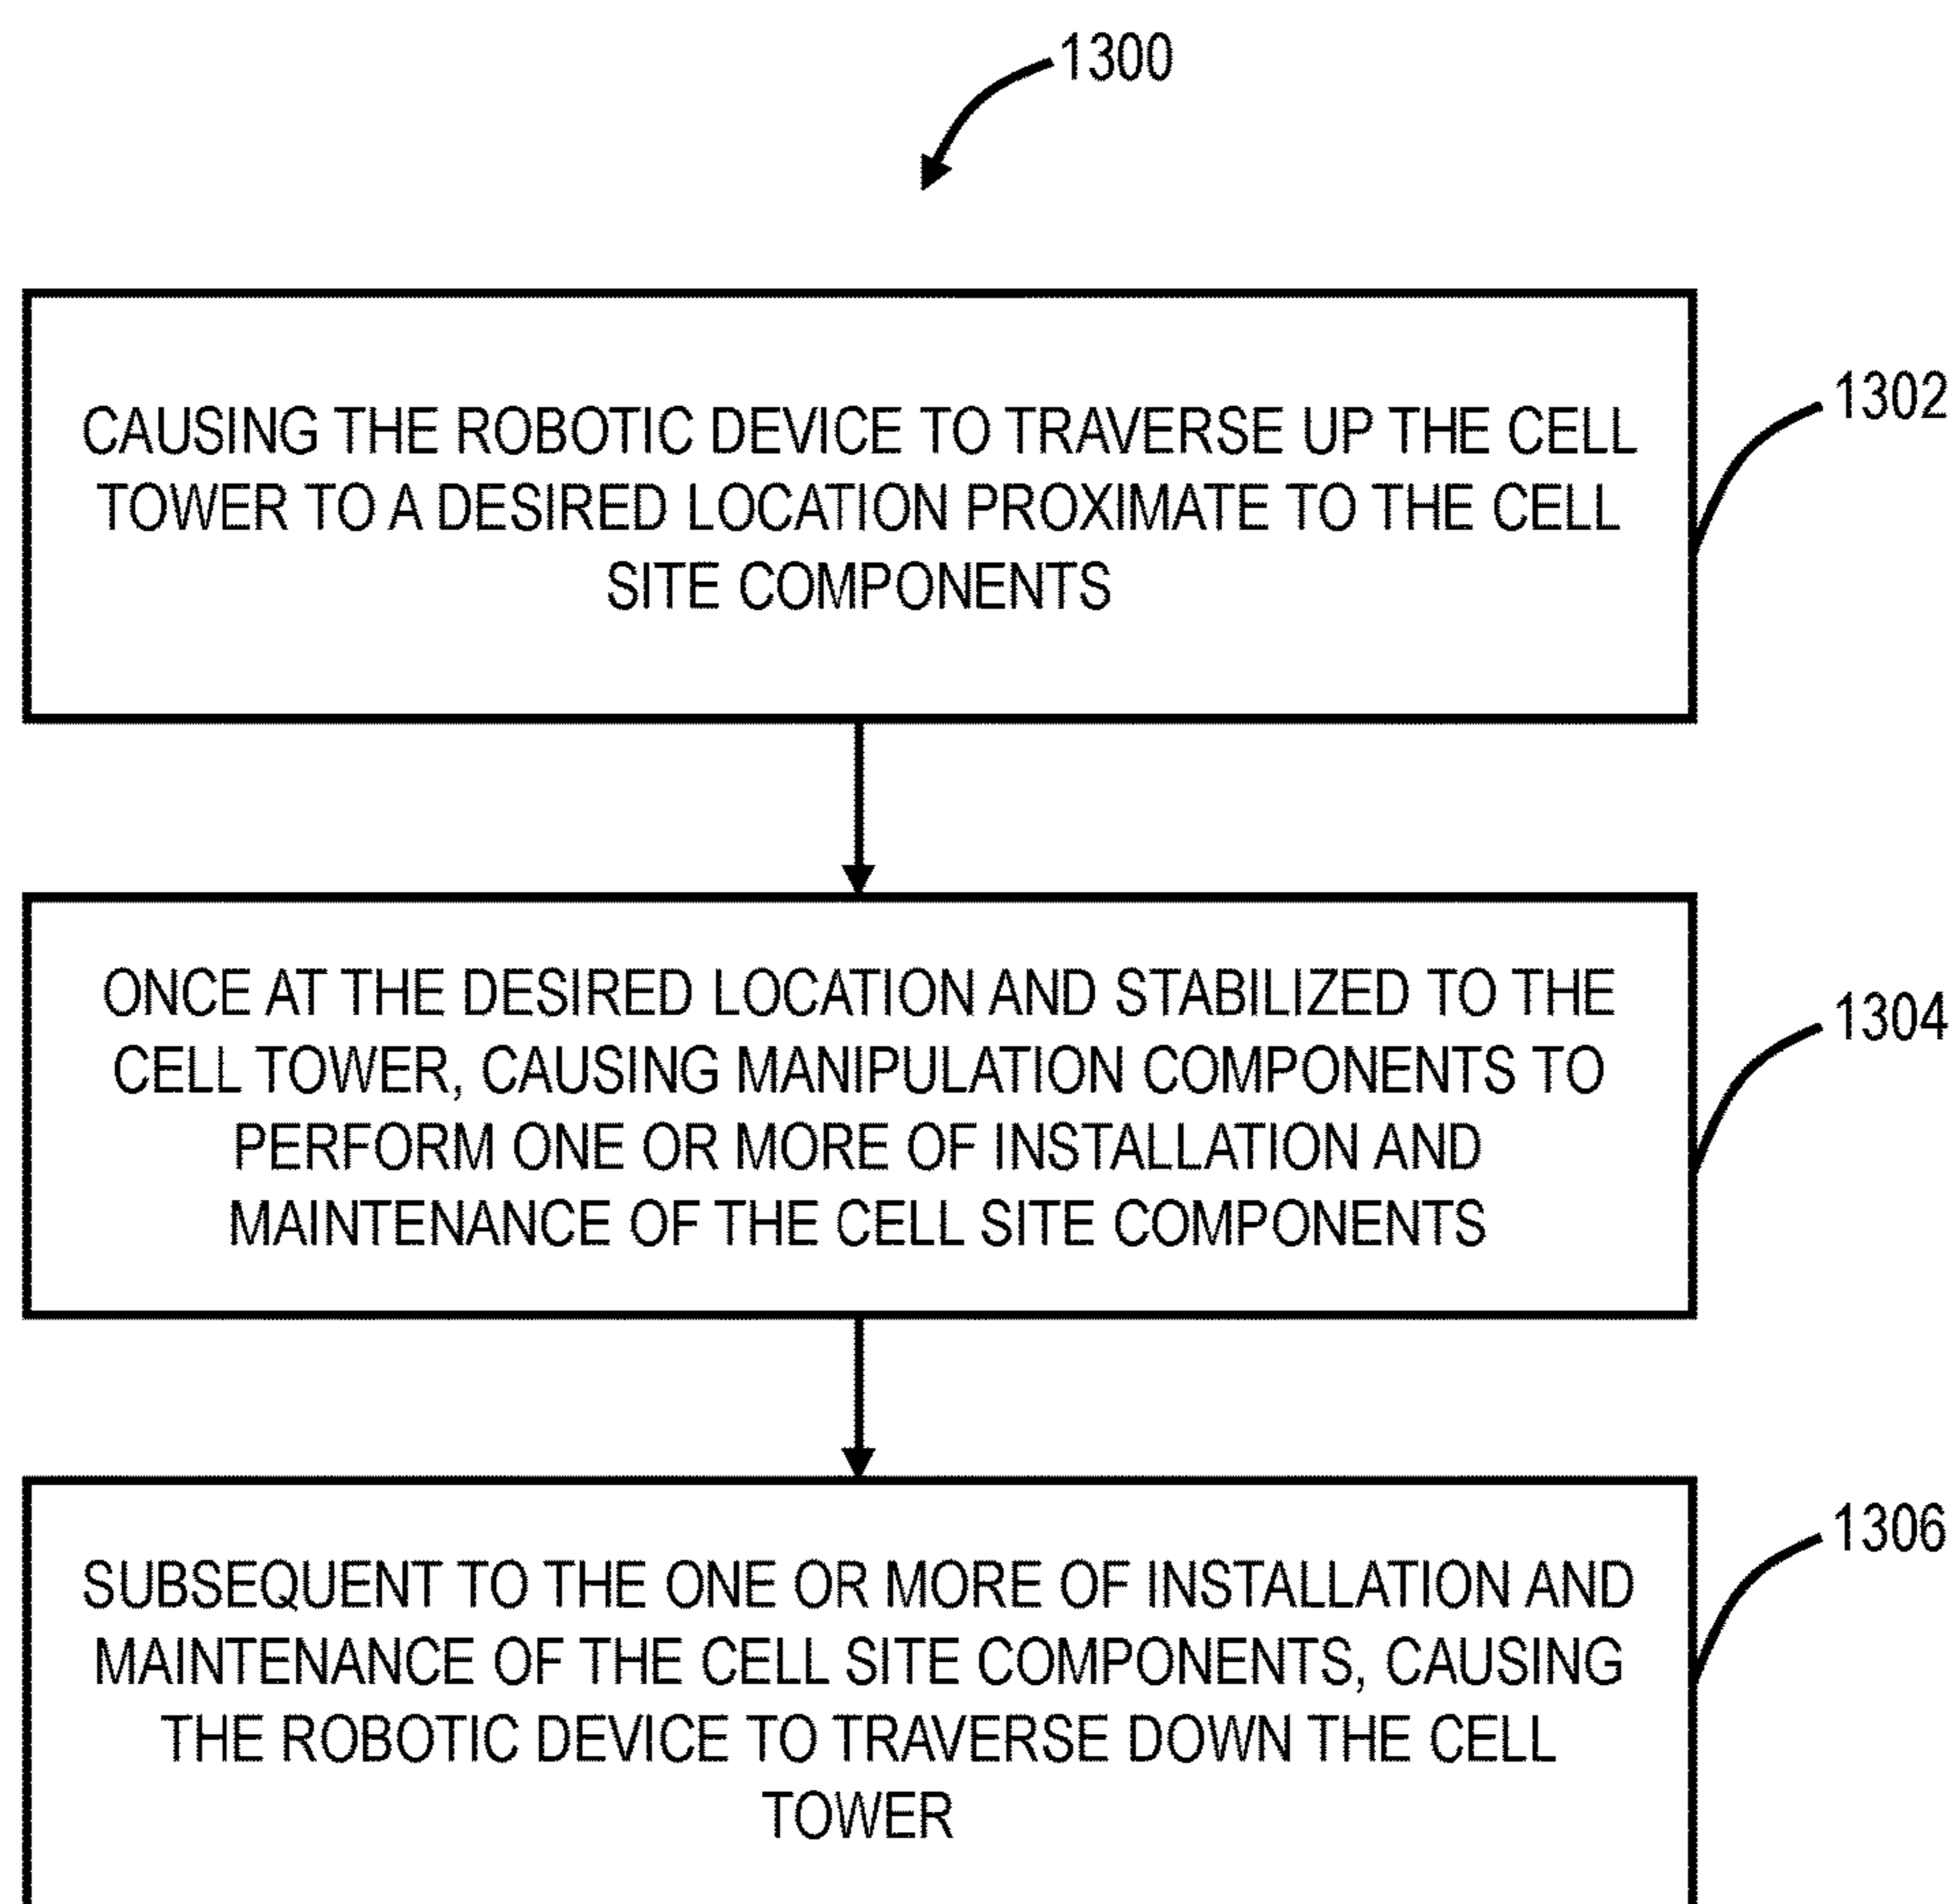 1300
CAUSING THE ROBOTIC DEVICE TO TRAVERSE UP THE CELL
TOWER TO A DESIRED LOCATION PROXIMATE TO THE CELL
SITE COMPONENTS
1302
ONCE AT THE DESIRED LOCATION AND STABILIZED TO THE
CELL TOWER, CAUSING MANIPULATION COMPONENTS TO
PERFORM ONE OR MORE OF INSTALLATION AND
MAINTENANCE OF THE CELL SITE COMPONENTS
1304
SUBSEQUENT TO THE ONE OR MORE OF INSTALLATION AND
MAINTENANCE OF THE CELL SITE COMPONENTS, CAUSING
THE ROBOTIC DEVICE TO TRAVERSE DOWN THE CELL
TOWER
1306